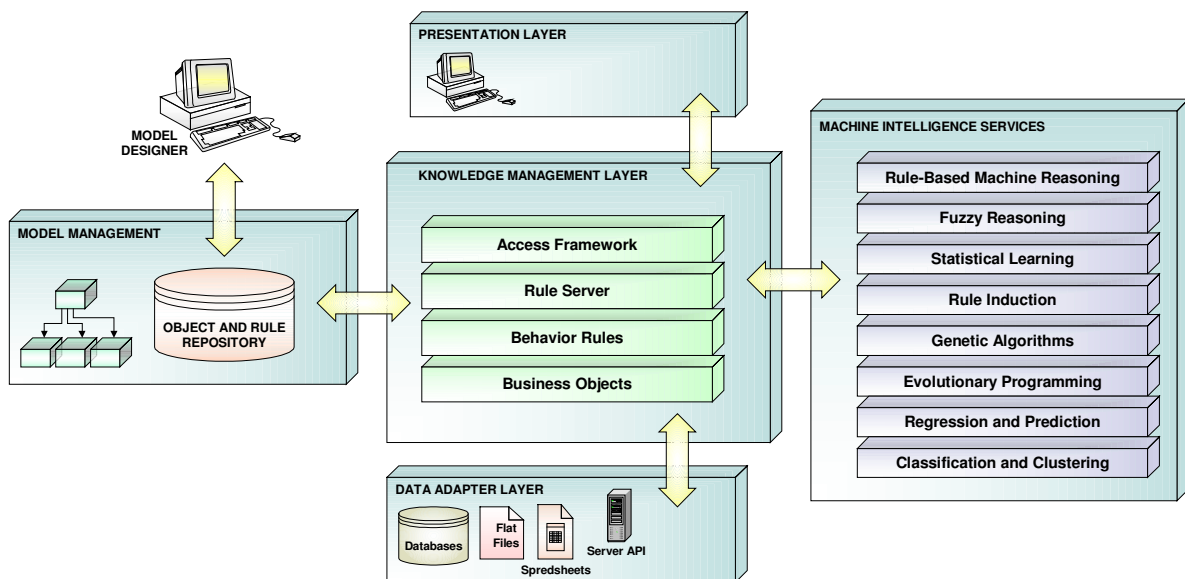 PRESENTATION LAYER
MODEL
DESIGNER
MODEL MANAGEMENT
OBJECT AND RULE
REPOSITORY
KNOWLEDGE MANAGEMENT LAYER
Access Framework
Rule Server
Behavior Rules
Business Objects
MACHINE INTELLIGENCE SERVICES
Rule-Based Machine Reasoning
Fuzzy Reasoning
Statistical Learning
Rule Induction
Genetic Algorithms
Evolutionary Programming
Regression and Prediction
Classification and Clustering
DATA ADAPTER LAYER
Databases
Flat
Files
Spredsheets
Server API